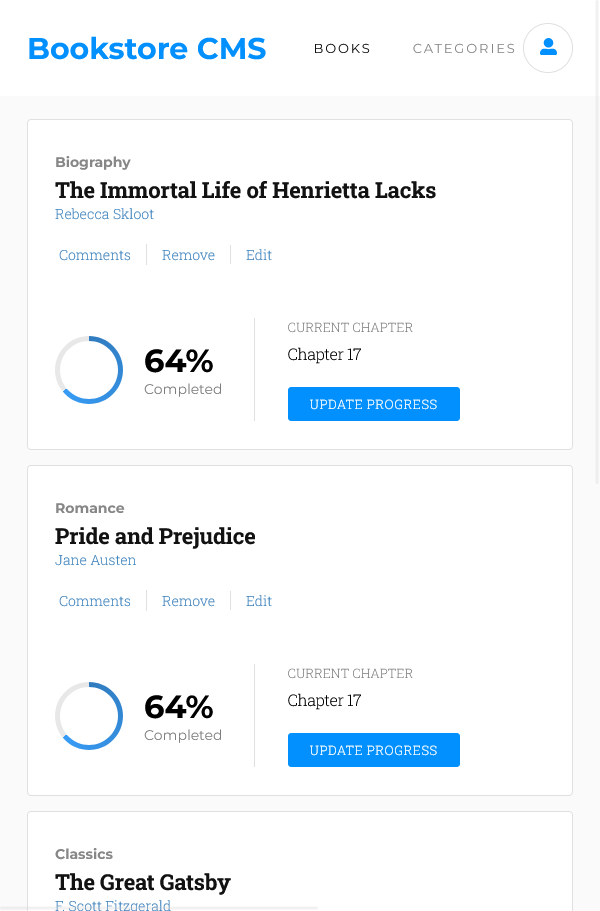 Bookstore CMS BOOKS CATEGORIES
Biography
The Immortal Life of Henrietta Lacks
Rebecca Skloot
Comments Remove Edit
64%
Completed
CURRENT CHAPTER
Chapter 17
UPDATE PROGRESS
Romance
Pride and Prejudice
Jane Austen
Comments Remove Edit
64%
Completed
CURRENT CHAPTER
Chapter 17
UPDATE PROGRESS
Classics
The Great Gatsby
F. Scott Fitzgerald